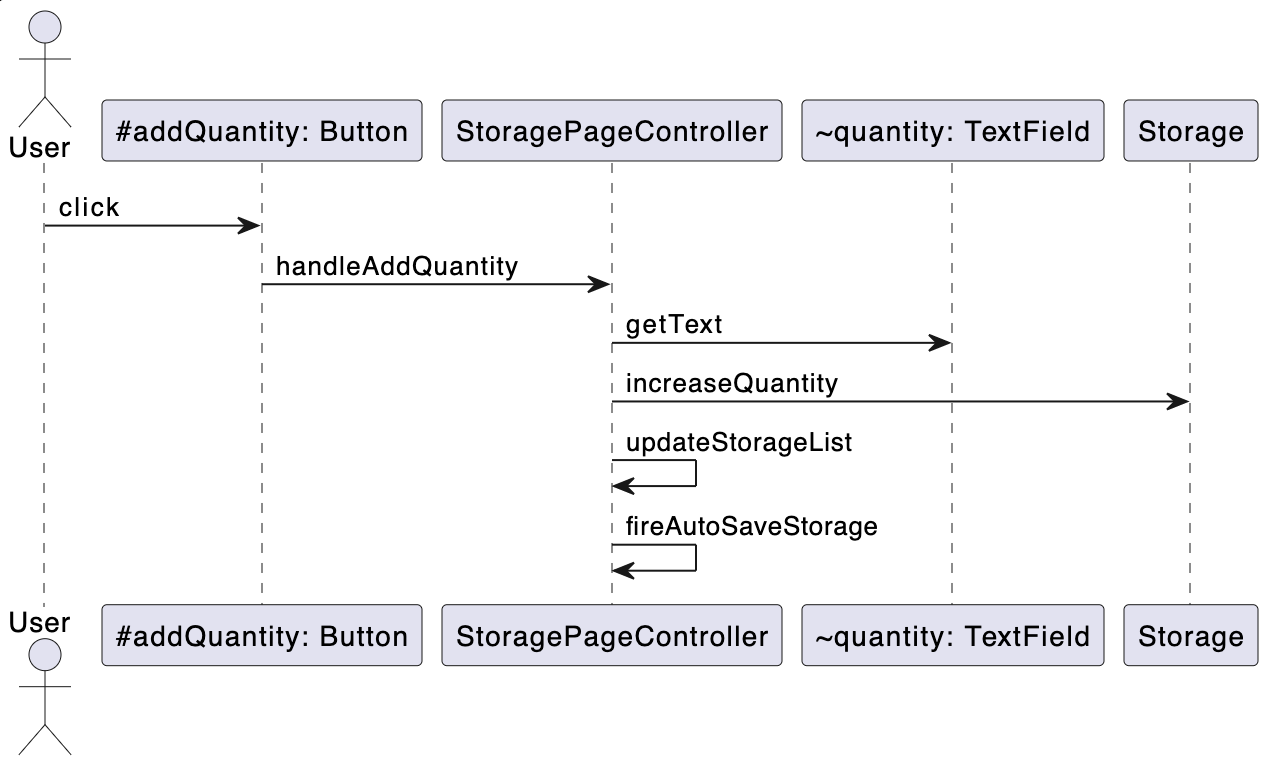 User
#addQuantity: Button
StoragePageController
~quantity: TextField
Storage
click
handleAddQuantity
getText
increaseQuantity
updateStorageList
fireAutoSaveStorage
User
#addQuantity: Button
StoragePageController
~quantity: TextField
Storage